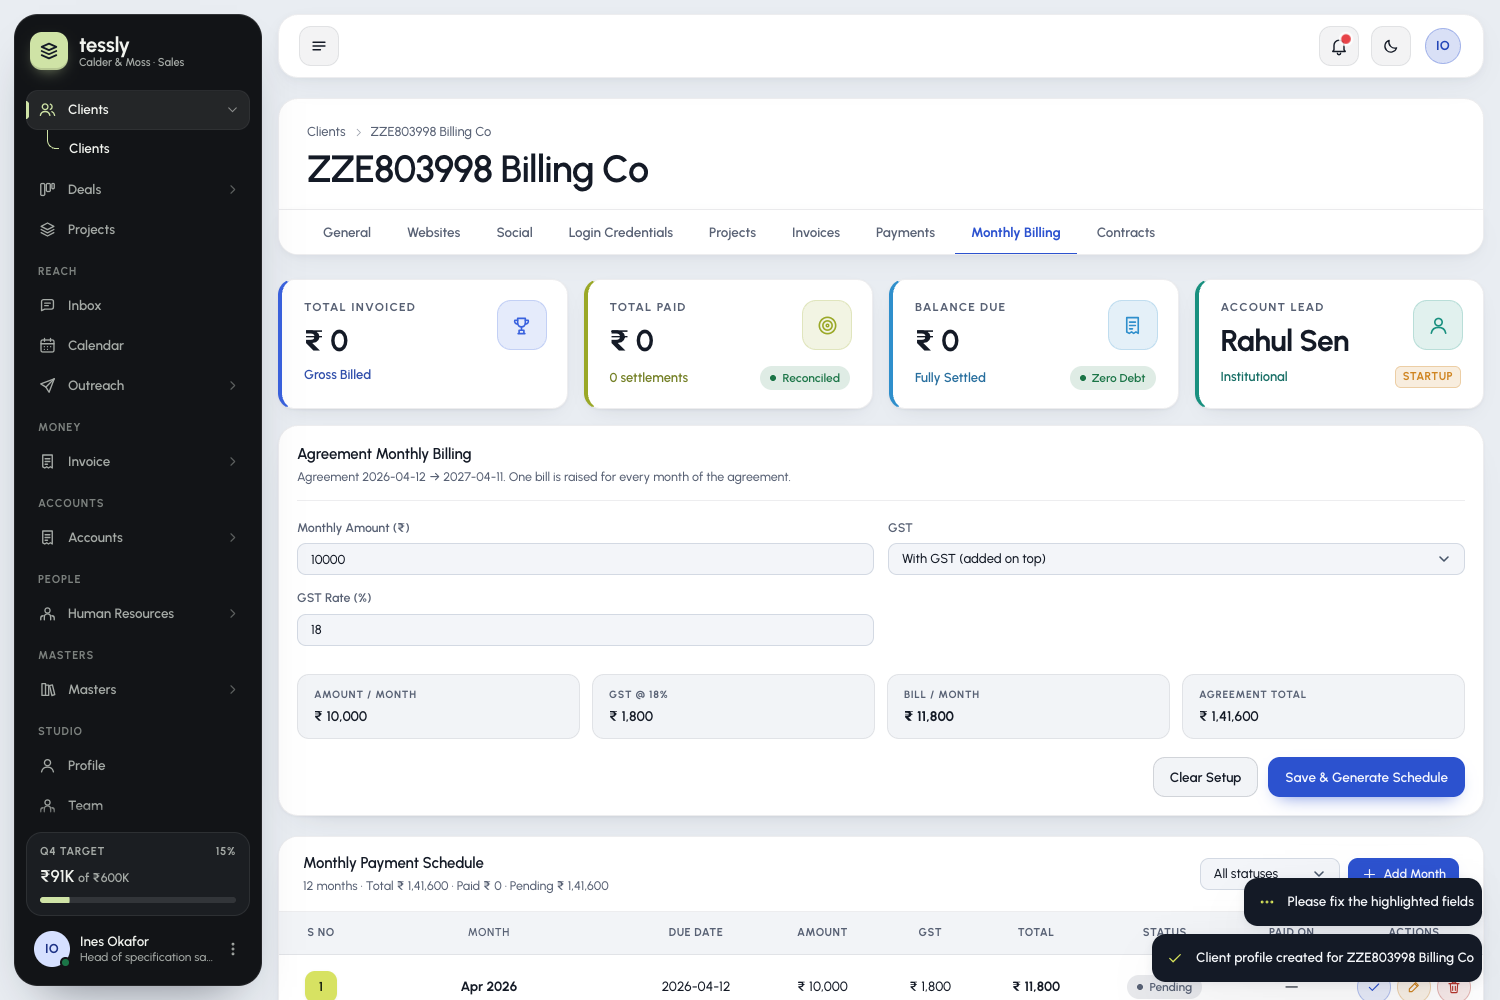 tessly
Calder & Moss · Sales
Clients
Clients
Deals
Projects
REACH
Inbox
Calendar
Outreach
MONEY
Invoice
ACCOUNTS
Accounts
PEOPLE
Human Resources
MASTERS
Masters
STUDIO
Profile
Team
Q4 TARGET 15%
₹91K of ₹600K
IO
Ines Okafor
Head of specification sa...
IO
Clients > ZZE803998 Billing Co
ZZE803998 Billing Co
General Websites Social Login Credentials Projects Invoices Payments Monthly Billing Contracts
TOTAL INVOICED
₹ 0
Gross Billed
TOTAL PAID
₹ 0
0 settlements Reconciled
BALANCE DUE
₹ 0
Fully Settled Zero Debt
ACCOUNT LEAD
Rahul Sen
Institutional STARTUP
Agreement Monthly Billing
Agreement 2026-04-12 → 2027-04-11. One bill is raised for every month of the agreement.
Monthly Amount (₹) GST
10000 With GST (added on top)
GST Rate (%)
18
AMOUNT / MONTH GST @ 18% BILL / MONTH AGREEMENT TOTAL
₹ 10,000 ₹ 1,800 ₹ 11,800 ₹ 1,41,600
Clear Setup Save & Generate Schedule
Monthly Payment Schedule
12 months · Total ₹ 1,41,600 · Paid ₹ 0 · Pending ₹ 1,41,600
All statuses + Add Month
Please fix the highlighted fields
S NO MONTH DUE DATE AMOUNT GST TOTAL STATUS PAID ON ACTIONS
Client profile created for ZZE803998 Billing Co
1 Apr 2026 2026-04-12 ₹ 10,000 ₹ 1,800 ₹ 11,800 Pending —